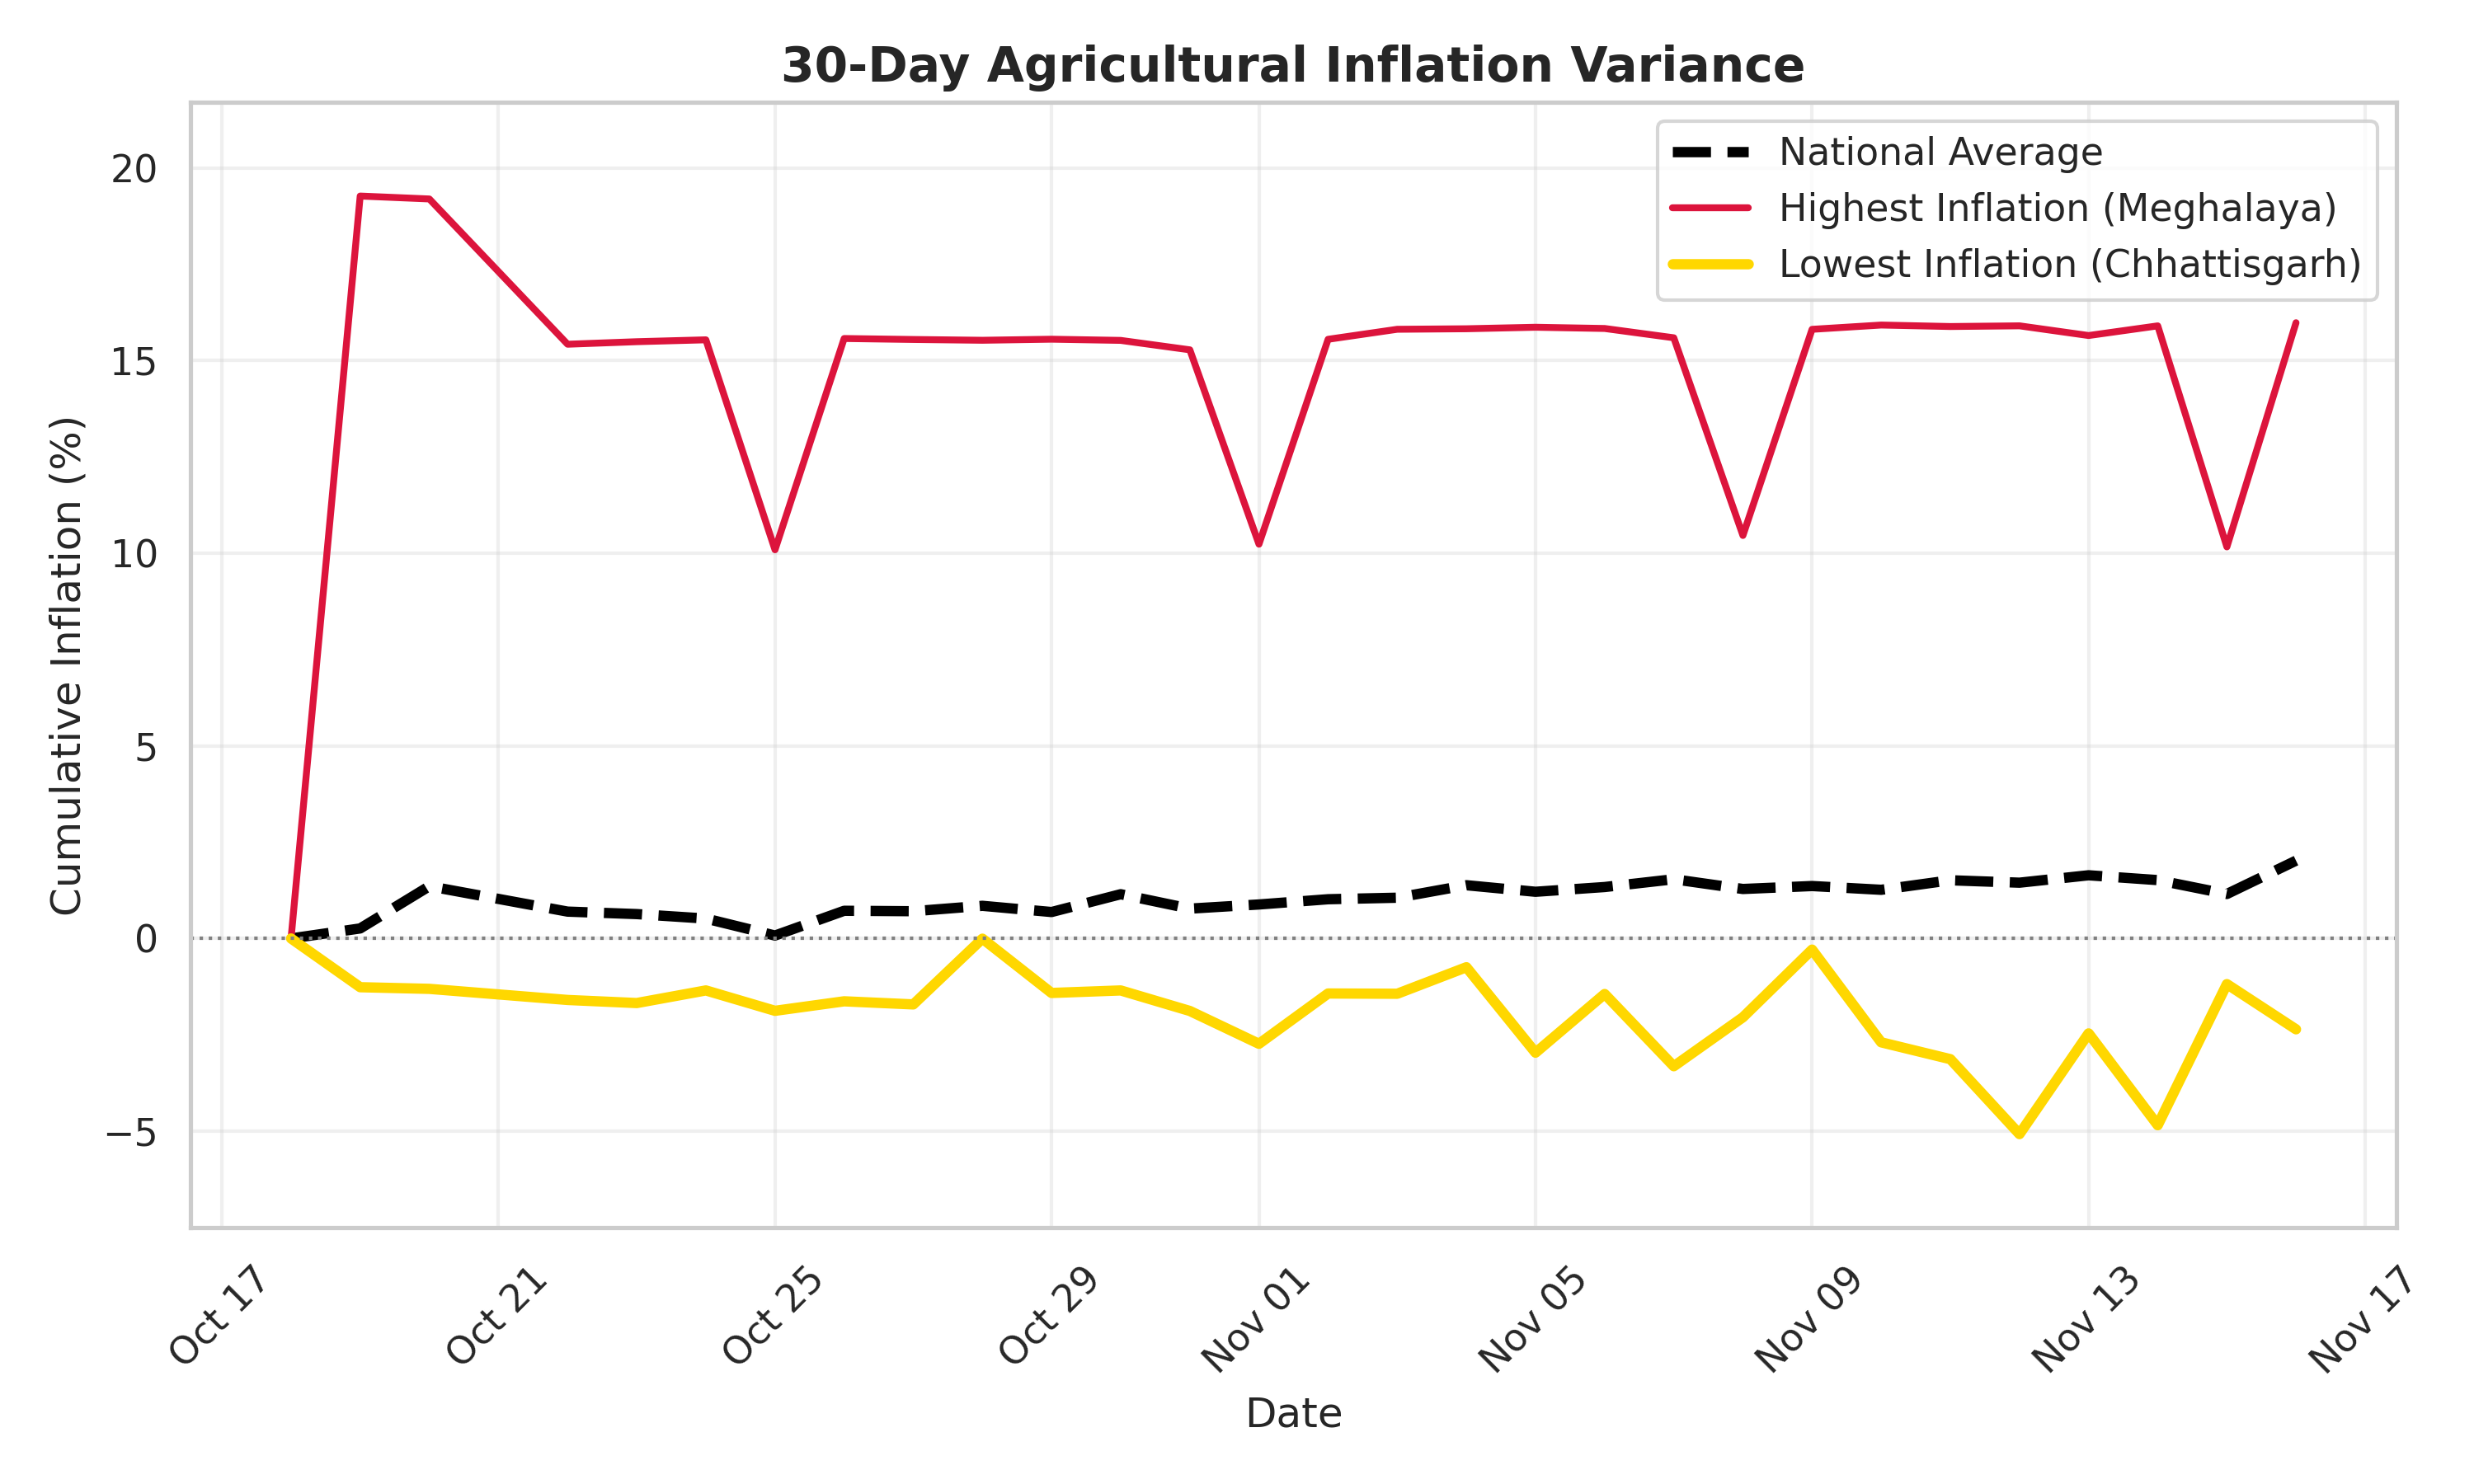 30-Day Agricultural Inflation Variance
National Average
Highest Inflation (Meghalaya)
Lowest Inflation (Chhattisgarh)
Cumulative Inflation (%)
20
15
10
5
0
−5
Oct 17
Oct 21
Oct 25
Oct 29
Nov 01
Nov 05
Nov 09
Nov 13
Nov 17
Date